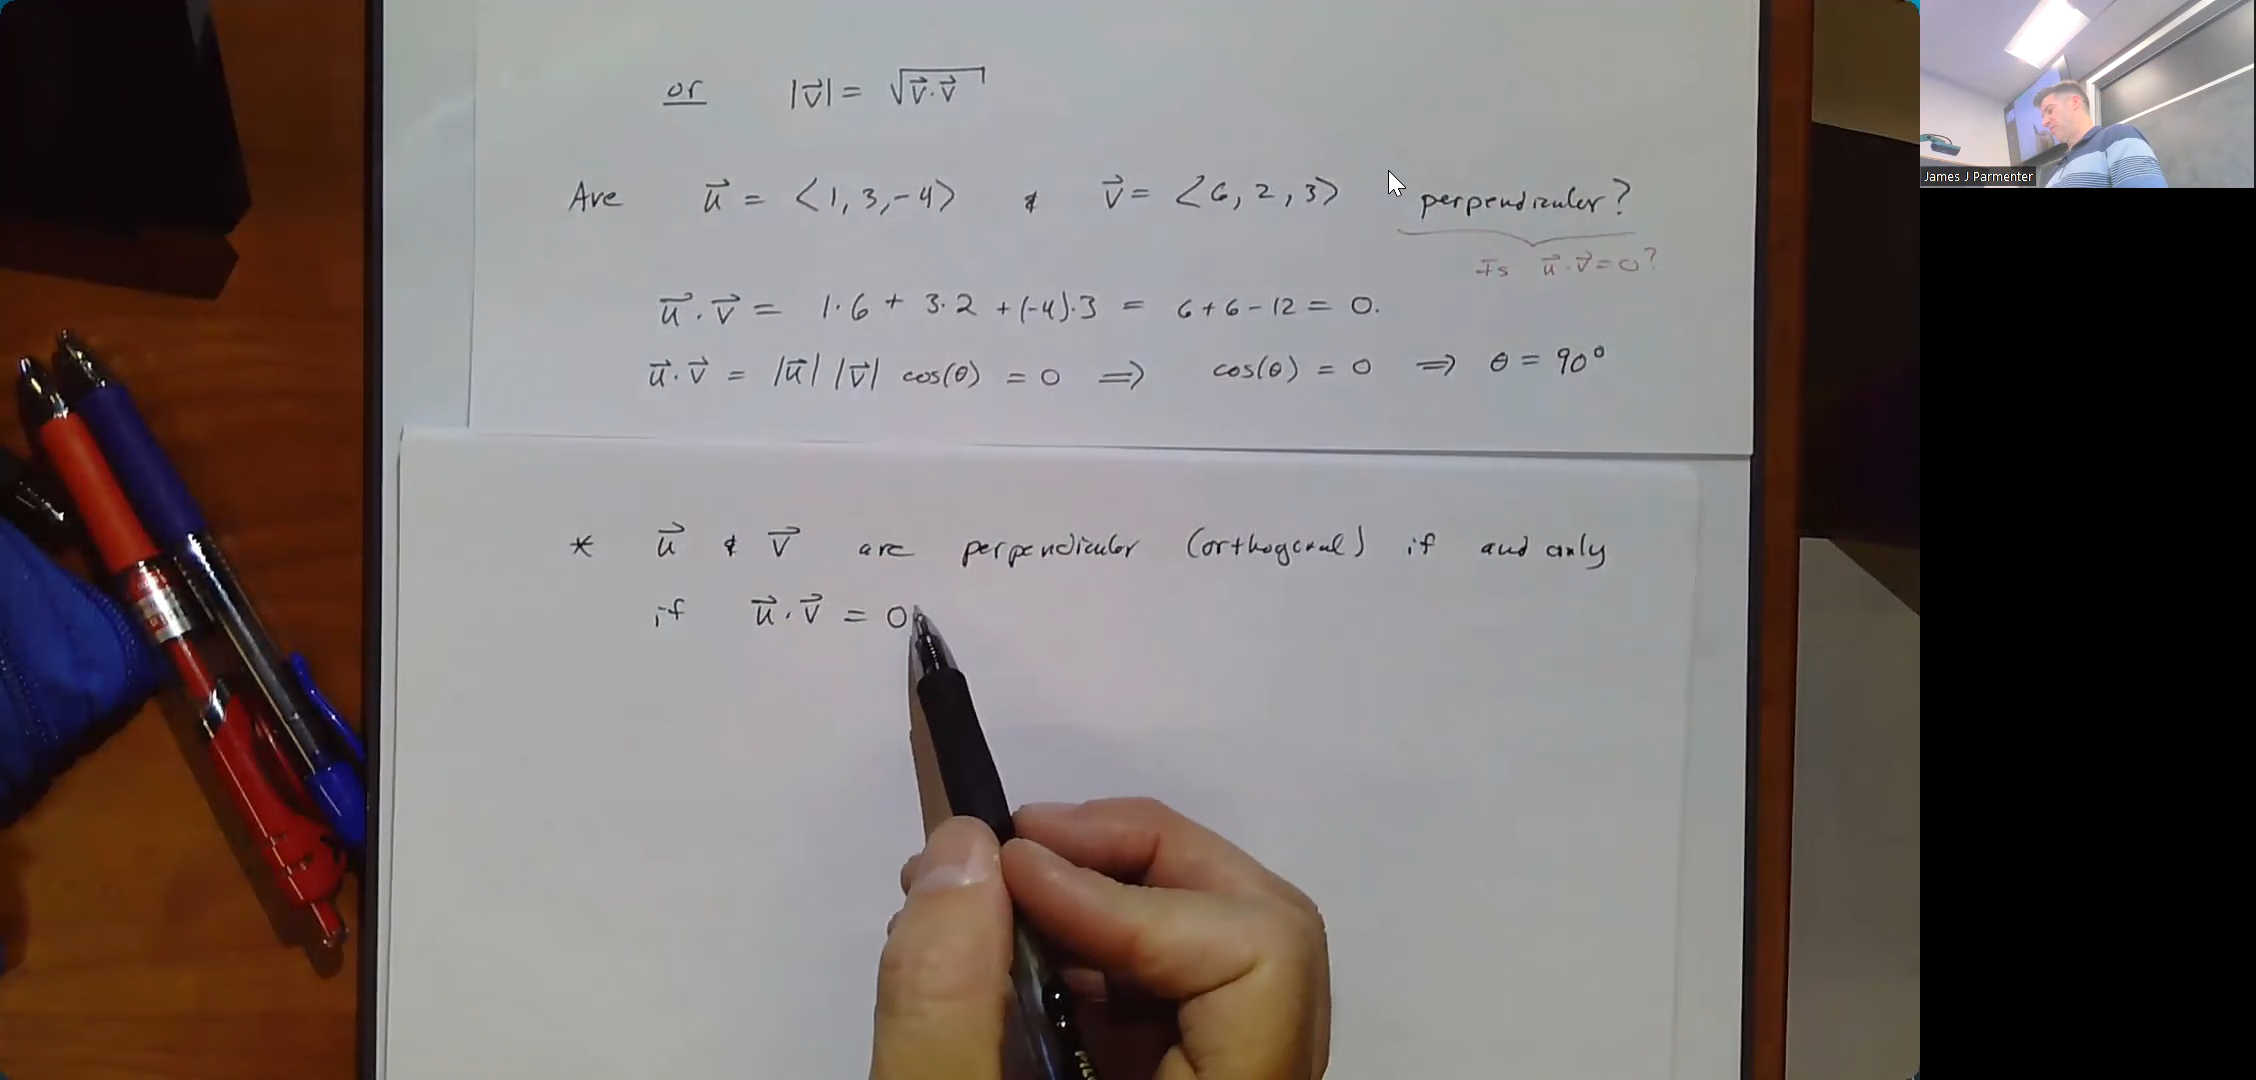 or |v⃗| = √v⃗·v⃗
Are u⃗ = ⟨1, 3, -4⟩ & v⃗ = ⟨6, 2, 3⟩ perpendicular?
Is u⃗·v⃗ = 0?
u⃗·v⃗ = 1·6 + 3·2 + (-4)·3 = 6 + 6 - 12 = 0.
u⃗·v⃗ = |u⃗| |v⃗| cos(θ) = 0 ⟹ cos(θ) = 0 ⟹ θ = 90°
* u⃗ & v⃗ are perpendicular (orthogonal) if and only
if u⃗·v⃗ = 0
James J Parmenter